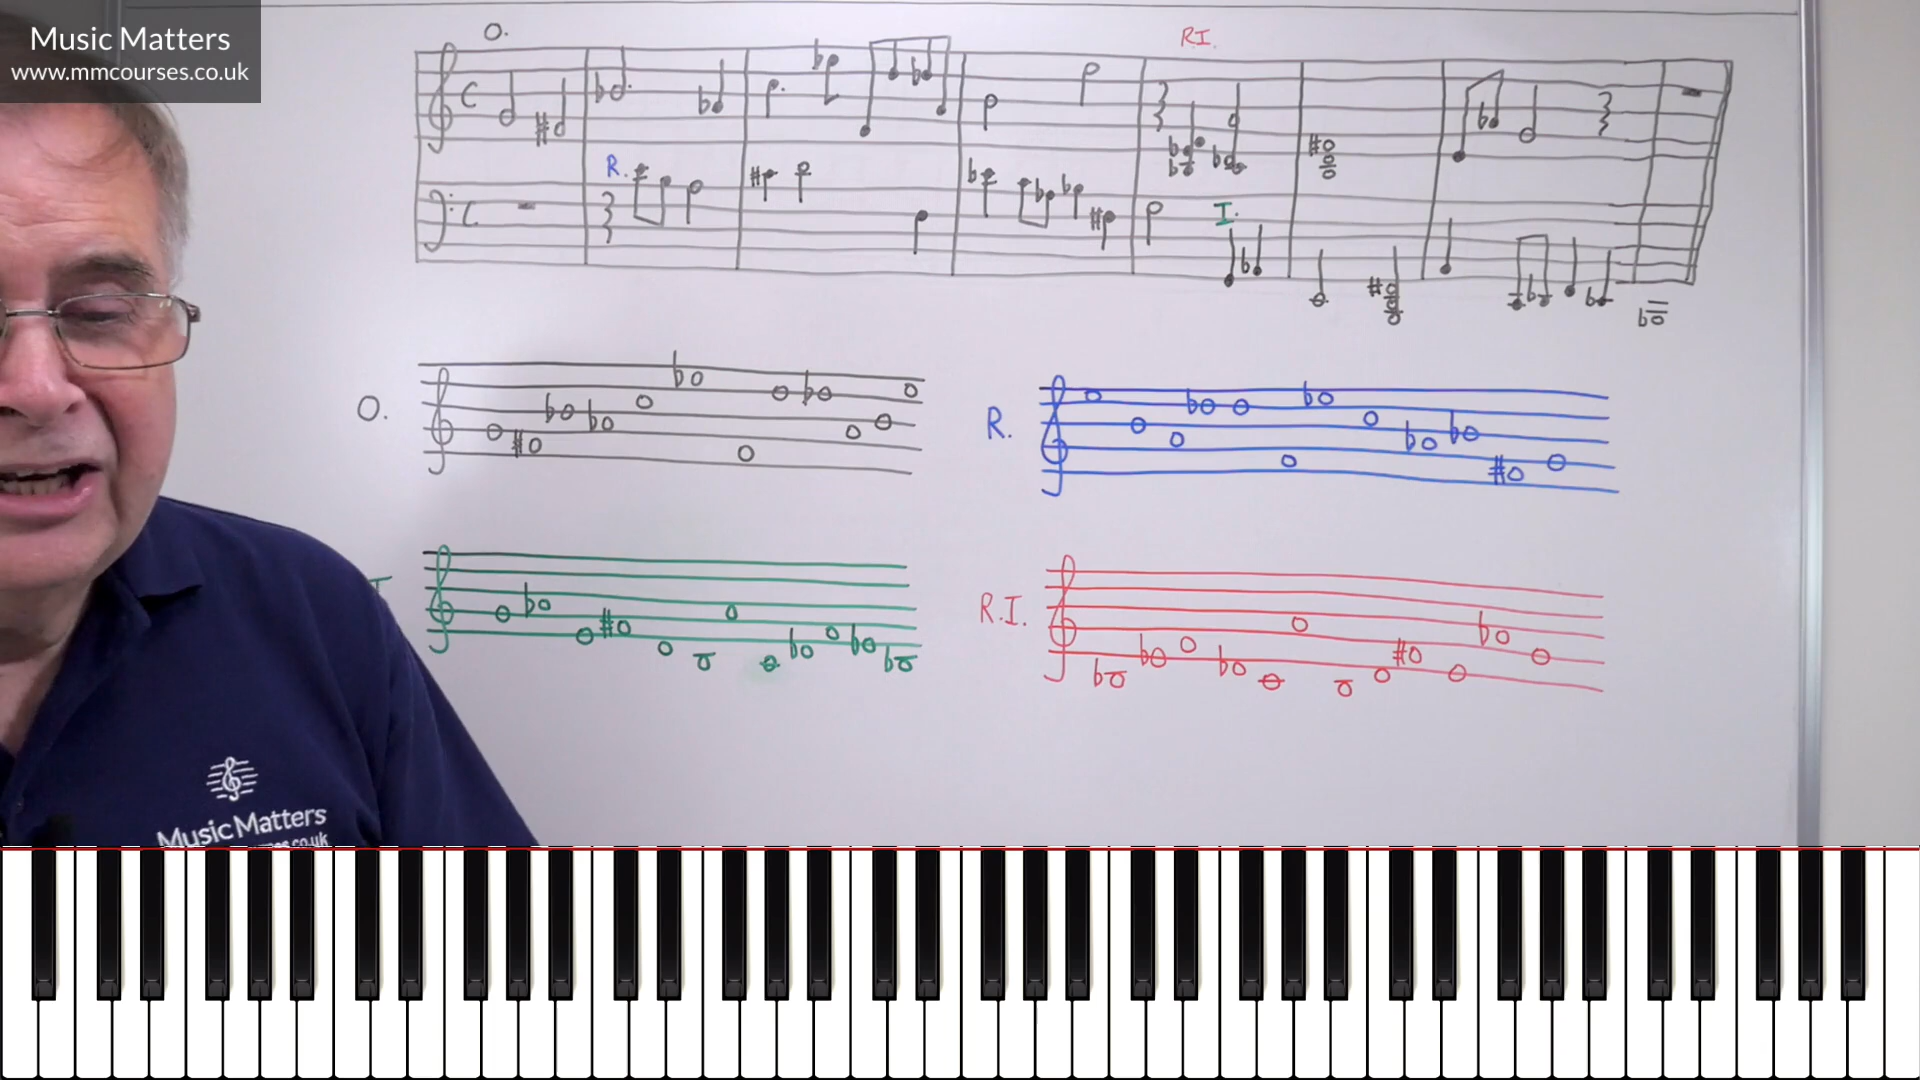 Music Matters
www.mmcourses.co.uk
O.
RI.
C
R.
C
I.
O.
R.
R.I.
Music Matters